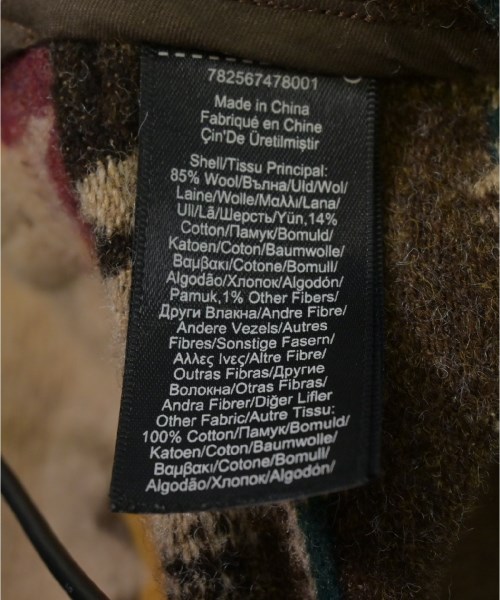 782567478001
Made in China
Fabriqué en Chine
Çin'De Üretilmiştir
Shell/Tissu Principal:
85% Wool/Вълна/Uld/Wol/
Laine/Wolle/Μαλλι/Lana/
Ull/Lã/Шерсть/Yün,14%
Cotton/Памук/Bomuld/
Katoen/Coton/Baumwolle/
Βαμβακι/Cotone/Bomull/
Algodão/Хлопок/Algodón/
Pamuk,1% Other Fibers/
Други Влакна/Andre Fibre/
Andere Vezels/Autres
Fibres/Sonstige Fasern/
Αλλες Ινες/Altre Fibre/
Outras Fibras/Другие
Волокна/Otras Fibras/
Andra Fibrer/Diğer Lifler
Other Fabric/Autre Tissu:
100% Cotton/Памук/Bomuld/
Katoen/Coton/Baumwolle/
Βαμβακι/Cotone/Bomull/
Algodão/Хлопок/Algodón/